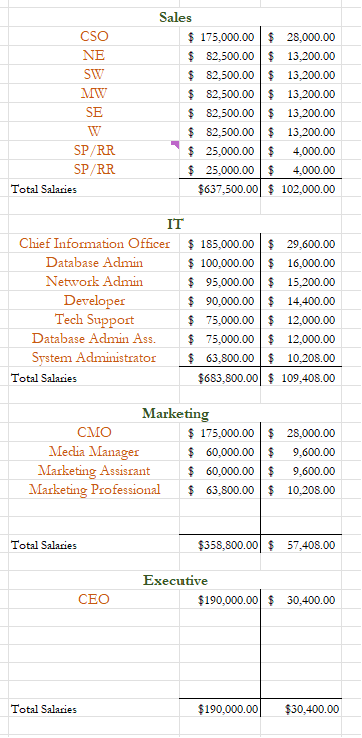 Sales
CSO $ 175,000.00 $ 28,000.00
NE $ 82,500.00 $ 13,200.00
SW $ 82,500.00 $ 13,200.00
MW $ 82,500.00 $ 13,200.00
SE $ 82,500.00 $ 13,200.00
W $ 82,500.00 $ 13,200.00
SP/RR $ 25,000.00 $ 4,000.00
SP/RR $ 25,000.00 $ 4,000.00
Total Salaries $637,500.00 $ 102,000.00
IT
Chief Information Officer $ 185,000.00 $ 29,600.00
Database Admin $ 100,000.00 $ 16,000.00
Network Admin $ 95,000.00 $ 15,200.00
Developer $ 90,000.00 $ 14,400.00
Tech Support $ 75,000.00 $ 12,000.00
Database Admin Ass. $ 75,000.00 $ 12,000.00
System Administrator $ 63,800.00 $ 10,208.00
Total Salaries $683,800.00 $ 109,408.00
Marketing
CMO $ 175,000.00 $ 28,000.00
Media Manager $ 60,000.00 $ 9,600.00
Marketing Assisrant $ 60,000.00 $ 9,600.00
Marketing Professional $ 63,800.00 $ 10,208.00
Total Salaries $358,800.00 $ 57,408.00
Executive
CEO $190,000.00 $ 30,400.00
Total Salaries $190,000.00 $30,400.00